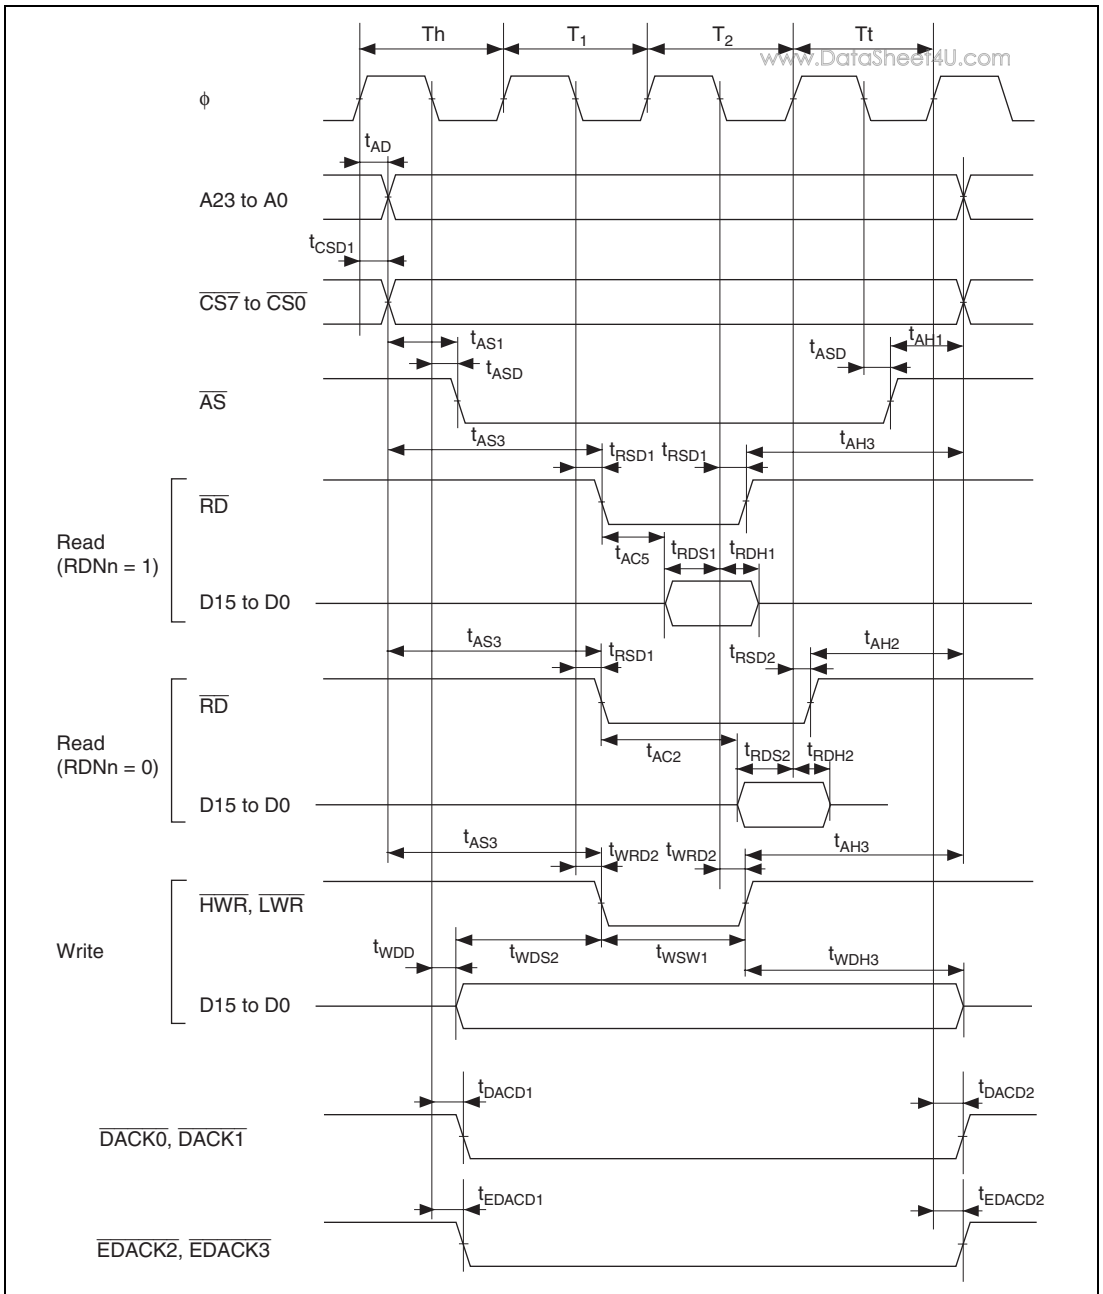 Th T1 T2 Tt
www.DataSheet4U.com
ϕ
tAD
A23 to A0
tCSD1
CS7 to CS0
tAS1 tAH1
tASD tASD
AS
tAS3 tRSD1 tRSD1 tAH3
RD
Read
(RDNn = 1)
tAC5 tRDS1 tRDH1
D15 to D0
tAS3 tRSD1 tRSD2 tAH2
RD
Read
(RDNn = 0)
tAC2 tRDS2 tRDH2
D15 to D0
tAS3 tWRD2 tWRD2 tAH3
HWR, LWR
Write
tWDD tWDS2 tWSW1 tWDH3
D15 to D0
tDACD1 tDACD2
DACK0, DACK1
tEDACD1 tEDACD2
EDACK2, EDACK3